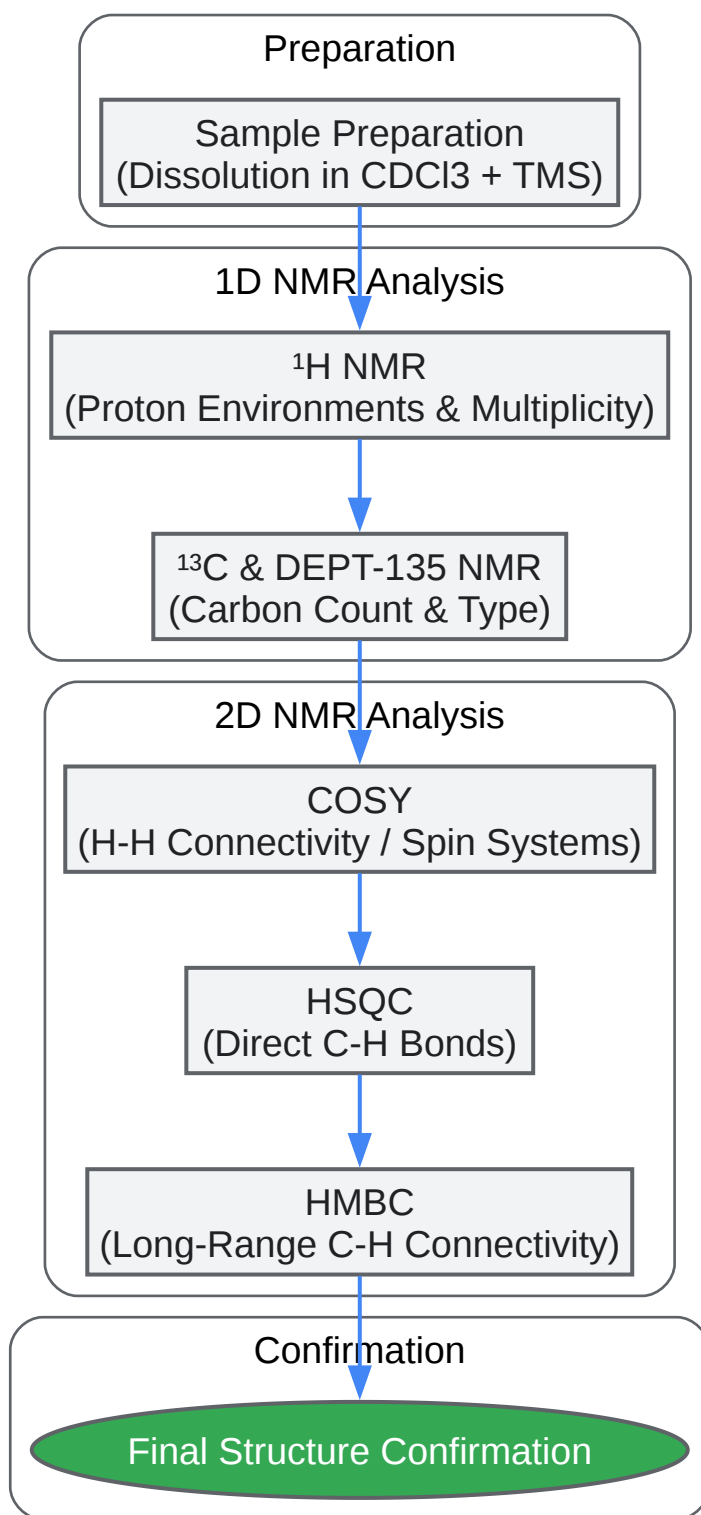 Preparation
Sample Preparation
(Dissolution in CDCl3 + TMS)
1D NMR Analysis
¹H NMR
(Proton Environments & Multiplicity)
¹³C & DEPT-135 NMR
(Carbon Count & Type)
2D NMR Analysis
COSY
(H-H Connectivity / Spin Systems)
HSQC
(Direct C-H Bonds)
HMBC
(Long-Range C-H Connectivity)
Confirmation
Final Structure Confirmation